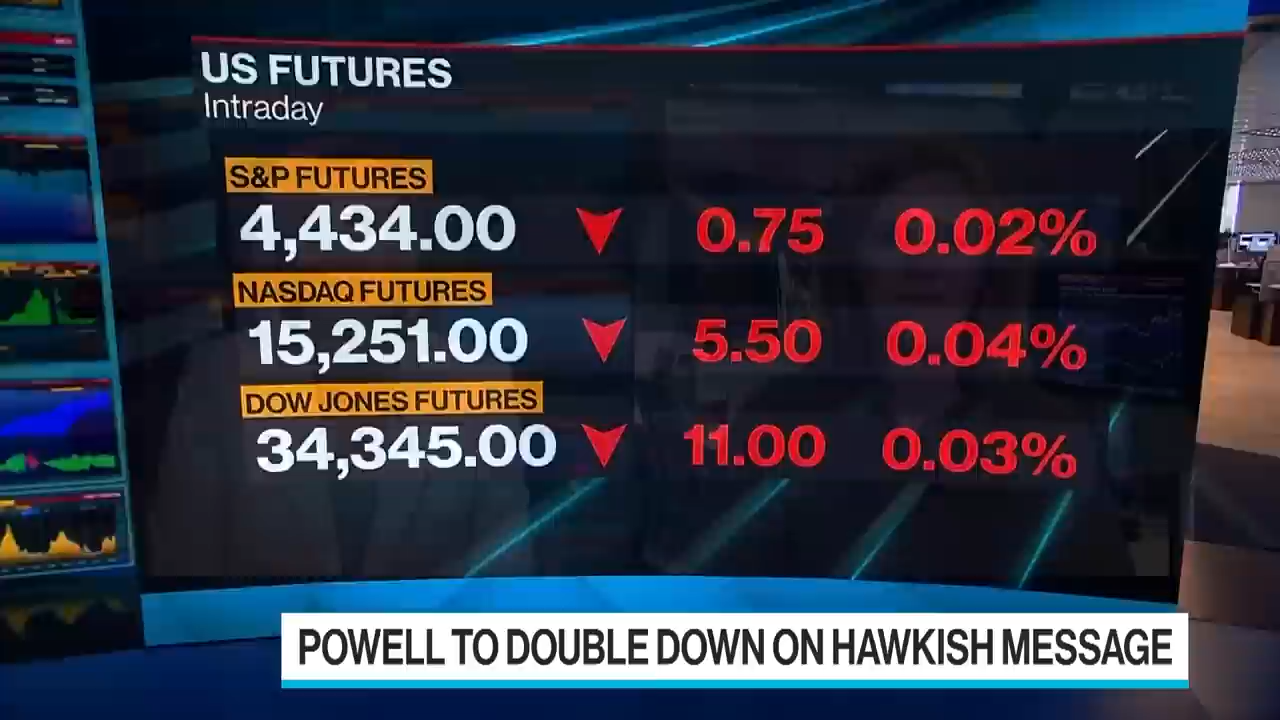 US FUTURES
Intraday
S&P FUTURES
4,434.00 0.75 0.02%
NASDAQ FUTURES
15,251.00 5.50 0.04%
DOW JONES FUTURES
34,345.00 11.00 0.03%
POWELL TO DOUBLE DOWN ON HAWKISH MESSAGE